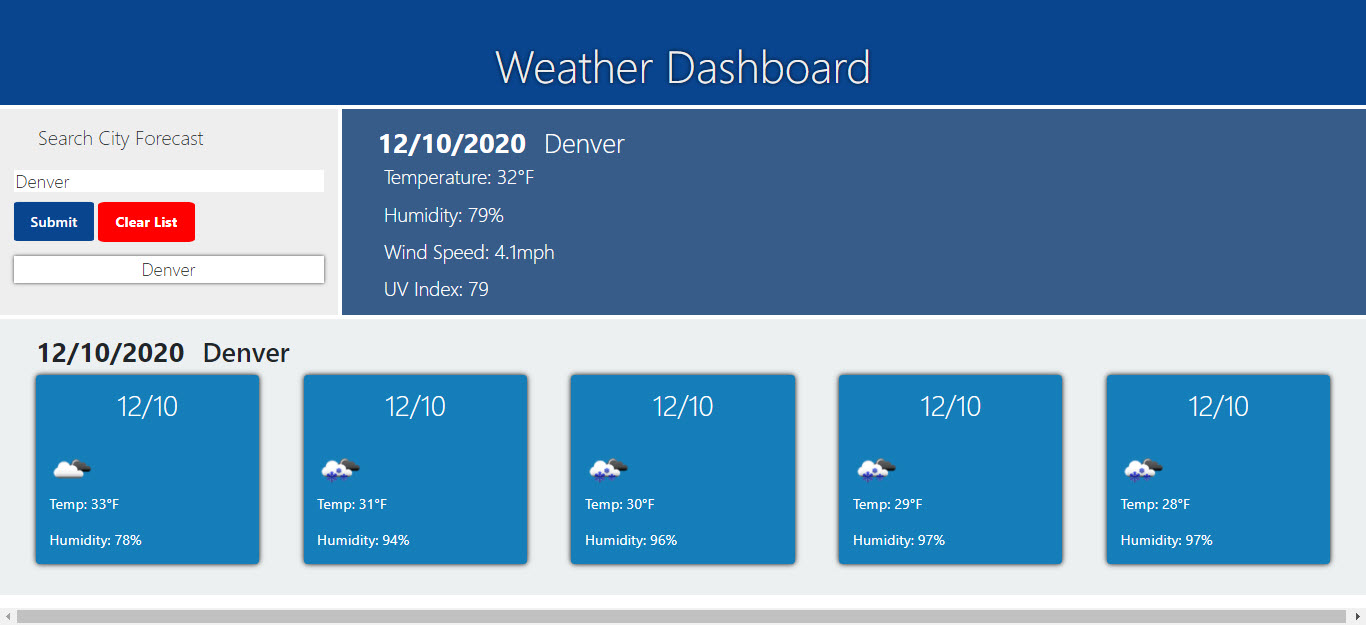 Weather Dashboard
Search City Forecast
Denver
Submit Clear List
Denver
12/10/2020 Denver
Temperature: 32°F
Humidity: 79%
Wind Speed: 4.1mph
UV Index: 79
12/10/2020 Denver
12/10
Temp: 33°F
Humidity: 78%
12/10
Temp: 31°F
Humidity: 94%
12/10
Temp: 30°F
Humidity: 96%
12/10
Temp: 29°F
Humidity: 97%
12/10
Temp: 28°F
Humidity: 97%